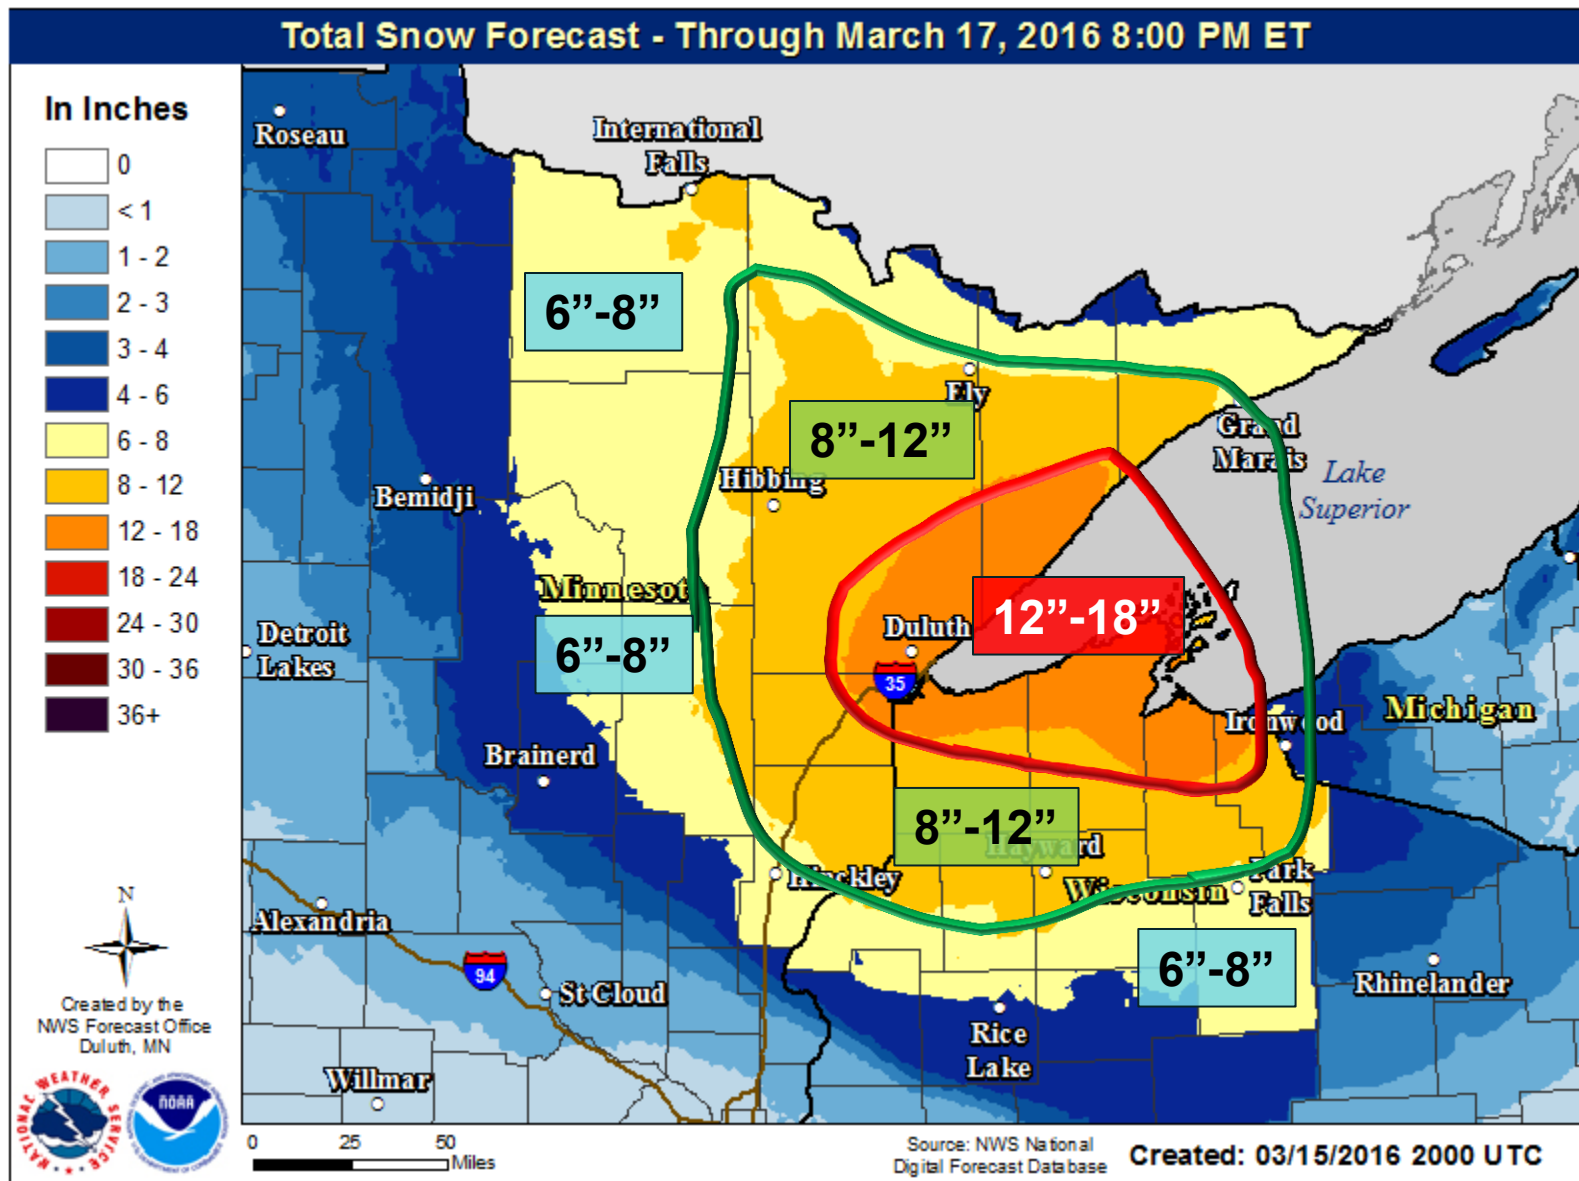 Total Snow Forecast - Through March 17, 2016 8:00 PM ET
In Inches
0
< 1
1 - 2
2 - 3
3 - 4
4 - 6
6 - 8
8 - 12
12 - 18
18 - 24
24 - 30
30 - 36
36+
Roseau
International
Falls
6”-8”
Ely
8”-12”
Grand
Marais
Hibbing
Lake
Superior
Bemidji
Minnesota
12”-18”
Duluth
35
Detroit
Lakes
6”-8”
Michigan
Ironwood
Brainerd
8”-12”
Hayward
Hinckley
Wisconsin
Park
Falls
Alexandria
94
St Cloud
6”-8”
Rhinelander
Rice
Lake
Willmar
N
Created by the
NWS Forecast Office
Duluth, MN
NATIONAL WEATHER SERVICE
NOAA
0 25 50
Miles
Source: NWS National
Digital Forecast Database
Created: 03/15/2016 2000 UTC